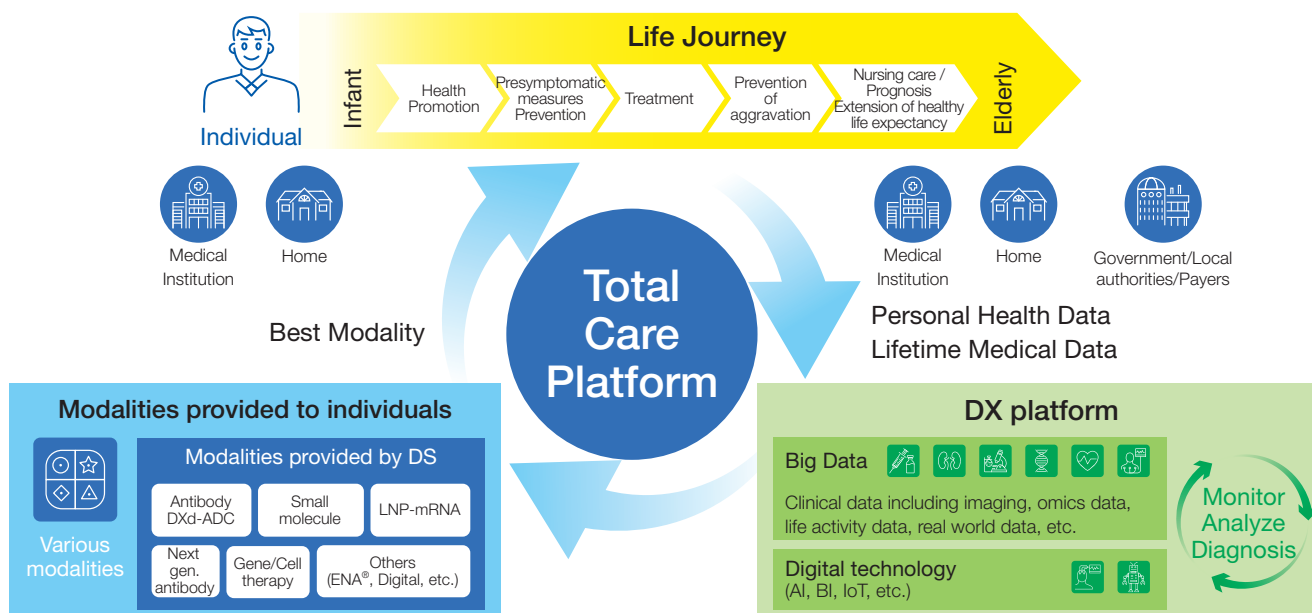 Life Journey
Individual
Infant
Health
Promotion
Presymptomatic
measures
Prevention
Treatment
Prevention
of
aggravation
Nursing care /
Prognosis
Extension of healthy
life expectancy
Elderly
Medical
Institution
Home
Medical
Institution
Home
Government/Local
authorities/Payers
Total
Care
Platform
Best Modality
Personal Health Data
Lifetime Medical Data
Modalities provided to individuals
Various
modalities
Modalities provided by DS
Antibody
DXd-ADC
Small
molecule
LNP-mRNA
Next
gen.
antibody
Gene/Cell
therapy
Others
(ENA®, Digital, etc.)
DX platform
Big Data
Clinical data including imaging, omics data,
life activity data, real world data, etc.
Digital technology
(AI, BI, IoT, etc.)
Monitor
Analyze
Diagnosis